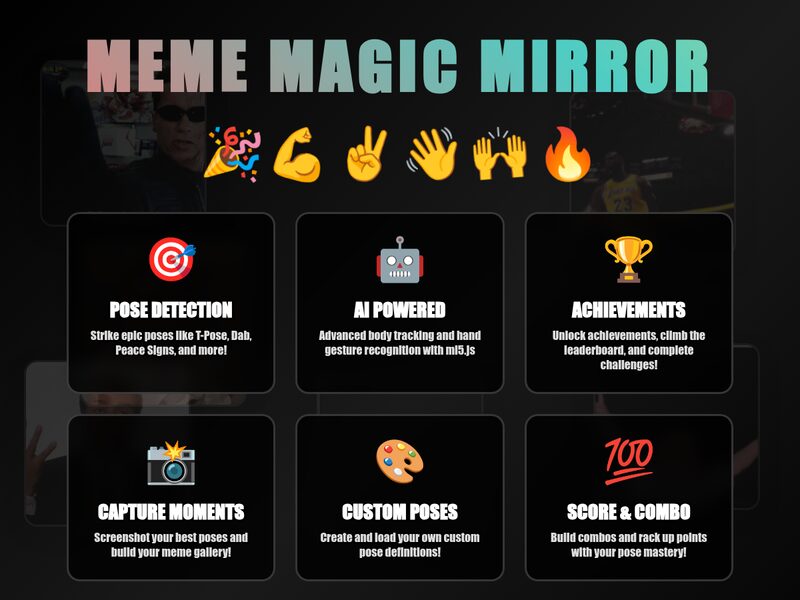 MEME MAGIC MIRROR
POSE DETECTION
Strike epic poses like T-Pose, Dab,
Peace Signs, and more!
AI POWERED
Advanced body tracking and hand
gesture recognition with ml5.js
ACHIEVEMENTS
Unlock achievements, climb the
leaderboard, and complete
challenges!
CAPTURE MOMENTS
Screenshot your best poses and
build your meme gallery!
CUSTOM POSES
Create and load your own custom
pose definitions!
100
SCORE & COMBO
Build combos and rack up points
with your pose mastery!
23